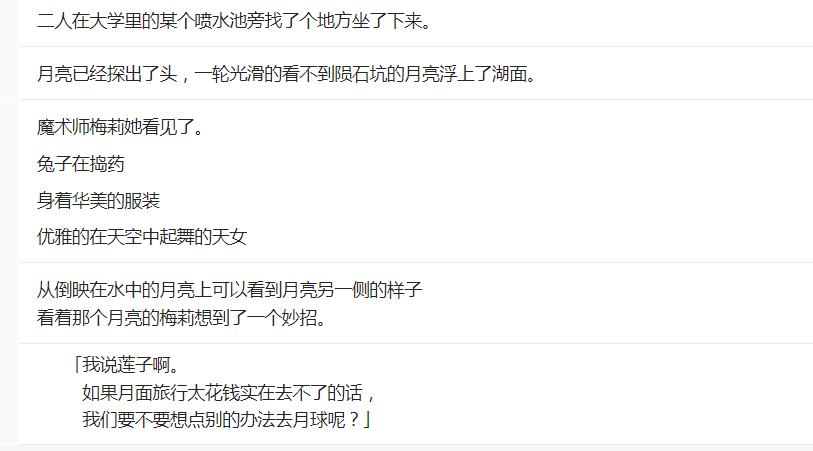 二人在大学里的某个喷水池旁找了个地方坐了下来。
月亮已经探出了头，一轮光滑的看不到陨石坑的月亮浮上了湖面。
魔术师梅莉她看见了。
兔子在捣药
身着华美的服装
优雅的在天空中起舞的天女
从倒映在水中的月亮上可以看到月亮另一侧的样子
看着那个月亮的梅莉想到了一个妙招。
「我说莲子啊。
如果月面旅行太花钱实在去不了的话，
我们要不要想点别的办法去月球呢？」